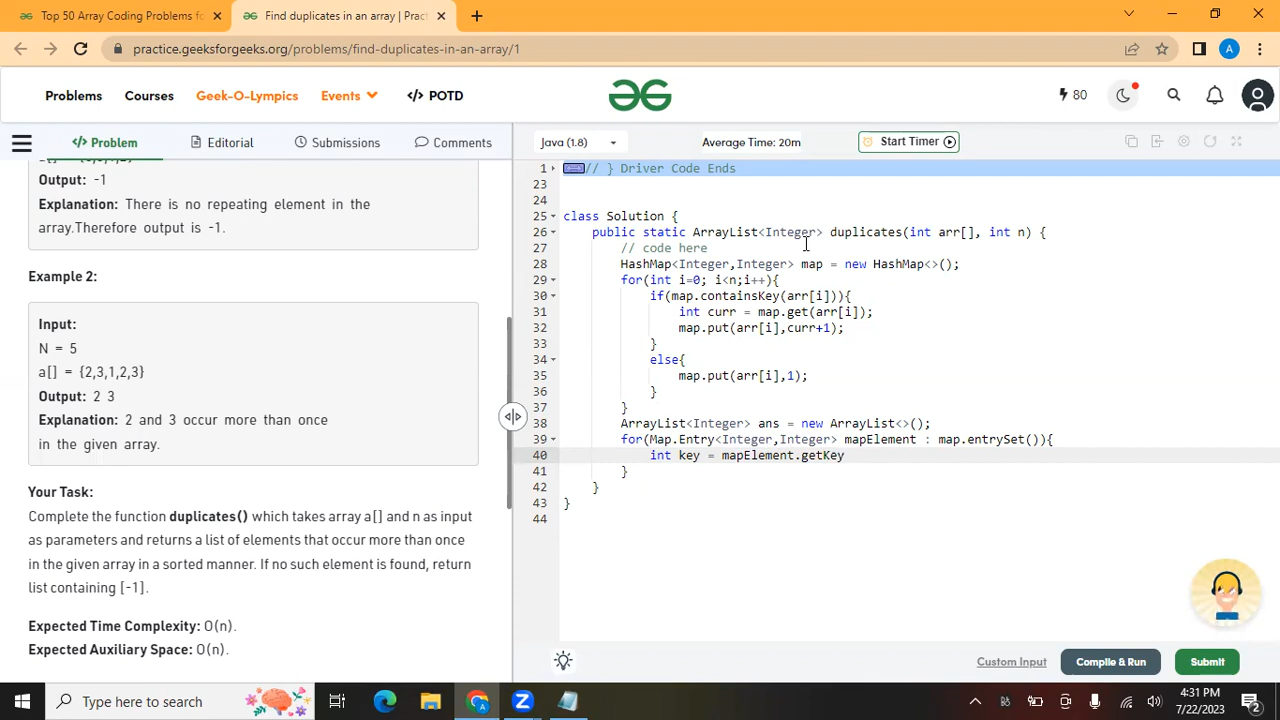 Top 50 Array Coding Problems fo
Find duplicates in an array | Prac
practice.geeksforgeeks.org/problems/find-duplicates-in-an-array/1
A
Problems
Courses
Geek-O-Lympics
Events
</> POTD
80
</> Problem
Editorial
Submissions
Comments
Java (1.8)
Average Time: 20m
Start Timer
Output: -1
Explanation: There is no repeating element in the
array.Therefore output is -1.
Example 2:
Input:
N = 5
a[] = {2,3,1,2,3}
Output: 2 3
Explanation: 2 and 3 occur more than once
in the given array.
Your Task:
Complete the function duplicates() which takes array a[] and n as input
as parameters and returns a list of elements that occur more than once
in the given array in a sorted manner. If no such element is found, return
list containing [-1].
Expected Time Complexity: O(n).
Expected Auxiliary Space: O(n).
1 // } Driver Code Ends
23
24
25 class Solution {
26 public static ArrayList<Integer> duplicates(int arr[], int n) {
27 // code here
28 HashMap<Integer,Integer> map = new HashMap<>();
29 for(int i=0; i<n;i++){
30 if(map.containsKey(arr[i])){
31 int curr = map.get(arr[i]);
32 map.put(arr[i],curr+1);
33 }
34 else{
35 map.put(arr[i],1);
36 }
37 }
38 ArrayList<Integer> ans = new ArrayList<>();
39 for(Map.Entry<Integer,Integer> mapElement : map.entrySet()){
40 int key = mapElement.getKey
41 }
42 }
43 }
44
Custom Input
Compile & Run
Submit
Type here to search
4:31 PM
7/22/2023
2